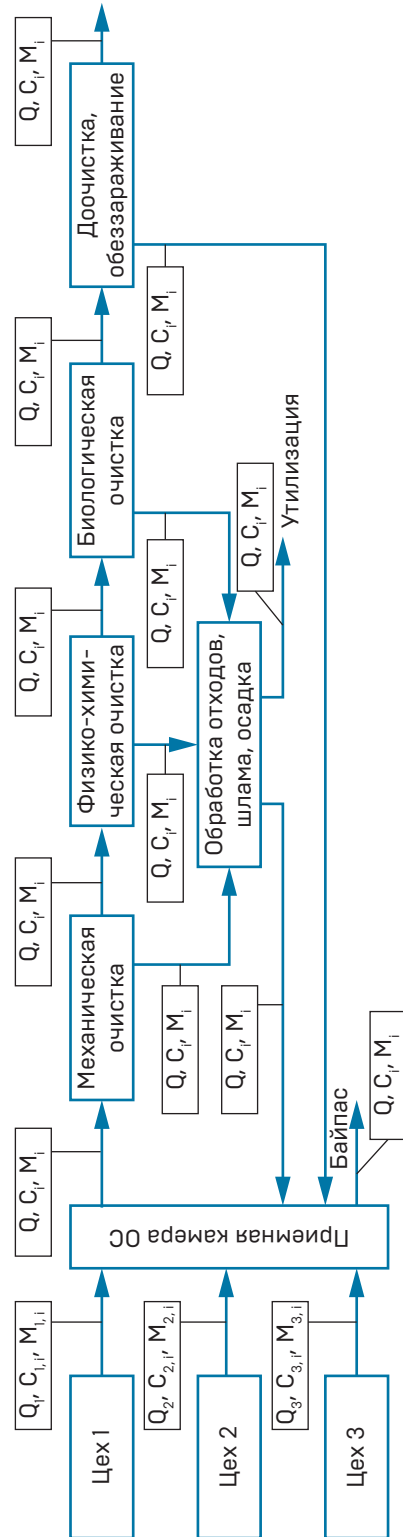 Q₁, C₁,ᵢ, M₁,ᵢ
Цех 1
Q₂, C₂,ᵢ, M₂,ᵢ
Цех 2
Q₃, C₃,ᵢ, M₃,ᵢ
Цех 3
Приемная камера ОС
Байпас
Q, Cᵢ, Mᵢ
Q, Cᵢ, Mᵢ
Механическая
очистка
Q, Cᵢ, Mᵢ
Q, Cᵢ, Mᵢ
Q, Cᵢ, Mᵢ
Физико-хими-
ческая очистка
Q, Cᵢ, Mᵢ
Q, Cᵢ, Mᵢ
Биологическая
очистка
Q, Cᵢ, Mᵢ
Q, Cᵢ, Mᵢ
Обработка отходов,
шлама, осадка
Q, Cᵢ, Mᵢ
Утилизация
Доочистка,
обеззараживание
Q, Cᵢ, Mᵢ
Q, Cᵢ, Mᵢ